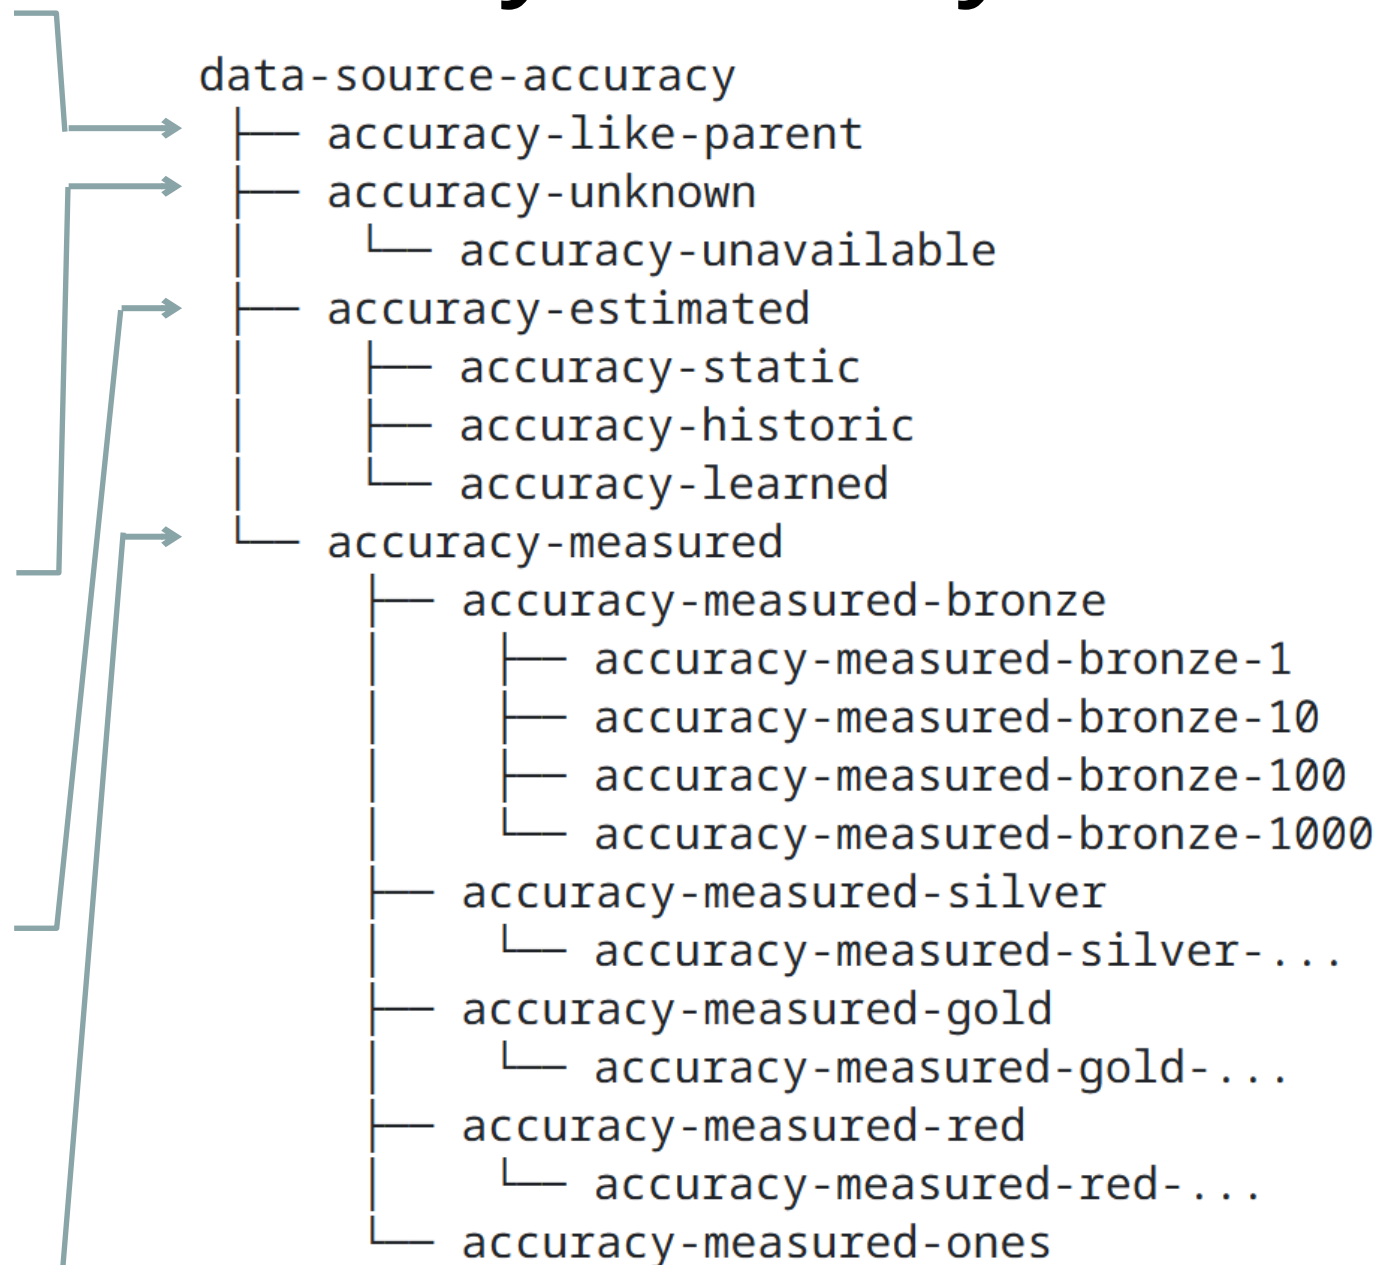 data-source-accuracy
├── accuracy-like-parent
├── accuracy-unknown
│   └── accuracy-unavailable
├── accuracy-estimated
│   ├── accuracy-static
│   ├── accuracy-historic
│   └── accuracy-learned
└── accuracy-measured
    ├── accuracy-measured-bronze
    │   ├── accuracy-measured-bronze-1
    │   ├── accuracy-measured-bronze-10
    │   ├── accuracy-measured-bronze-100
    │   └── accuracy-measured-bronze-1000
    ├── accuracy-measured-silver
    │   └── accuracy-measured-silver-...
    ├── accuracy-measured-gold
    │   └── accuracy-measured-gold-...
    ├── accuracy-measured-red
    │   └── accuracy-measured-red-...
    └── accuracy-measured-ones